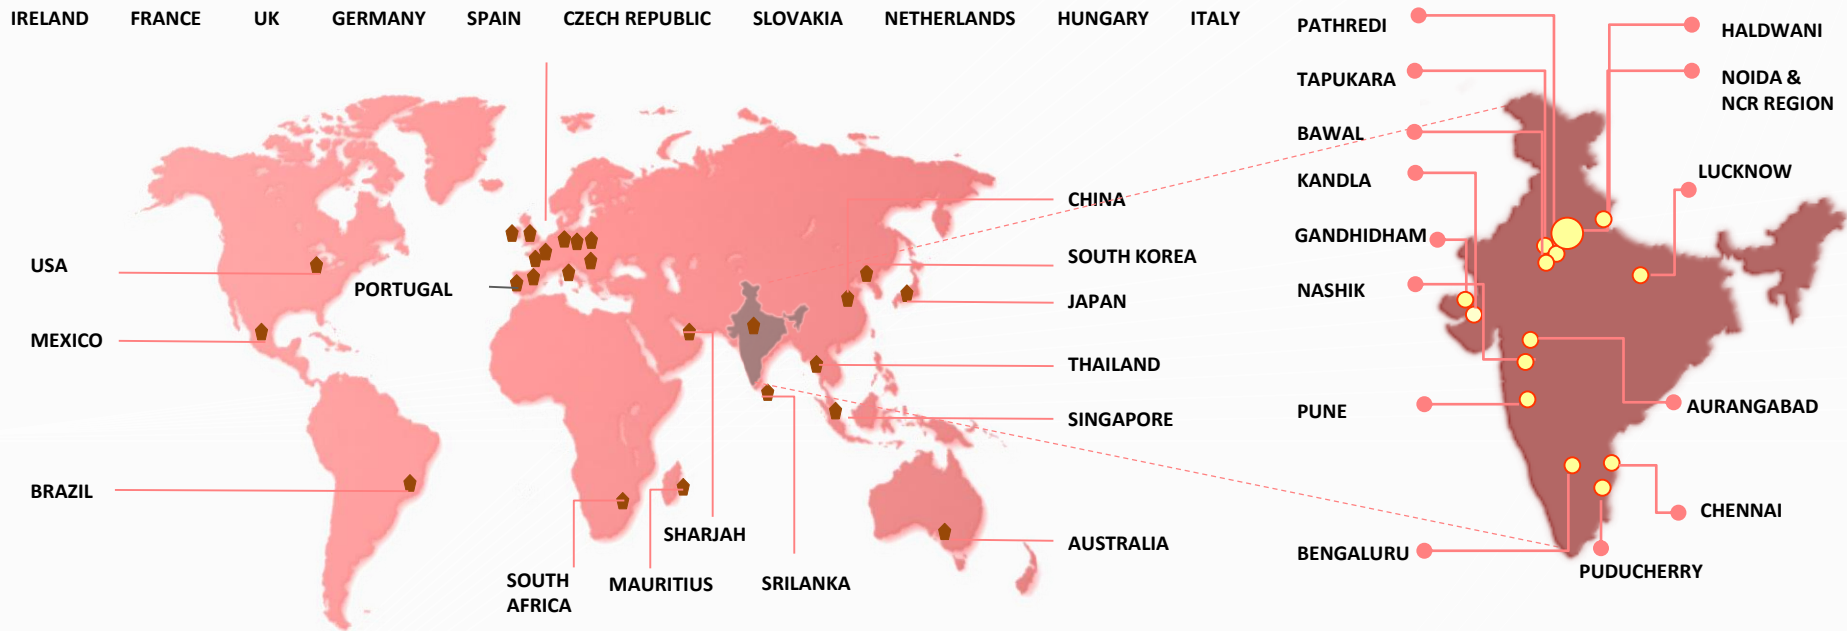 IRELAND FRANCE UK GERMANY SPAIN CZECH REPUBLIC SLOVAKIA NETHERLANDS HUNGARY ITALY
USA
PORTUGAL
MEXICO
BRAZIL
SOUTH
AFRICA
MAURITIUS
SHARJAH
SRILANKA
CHINA
SOUTH KOREA
JAPAN
THAILAND
SINGAPORE
AUSTRALIA
PATHREDI
TAPUKARA
BAWAL
KANDLA
GANDHIDHAM
NASHIK
PUNE
BENGALURU
HALDWANI
NOIDA &
NCR REGION
LUCKNOW
AURANGABAD
CHENNAI
PUDUCHERRY